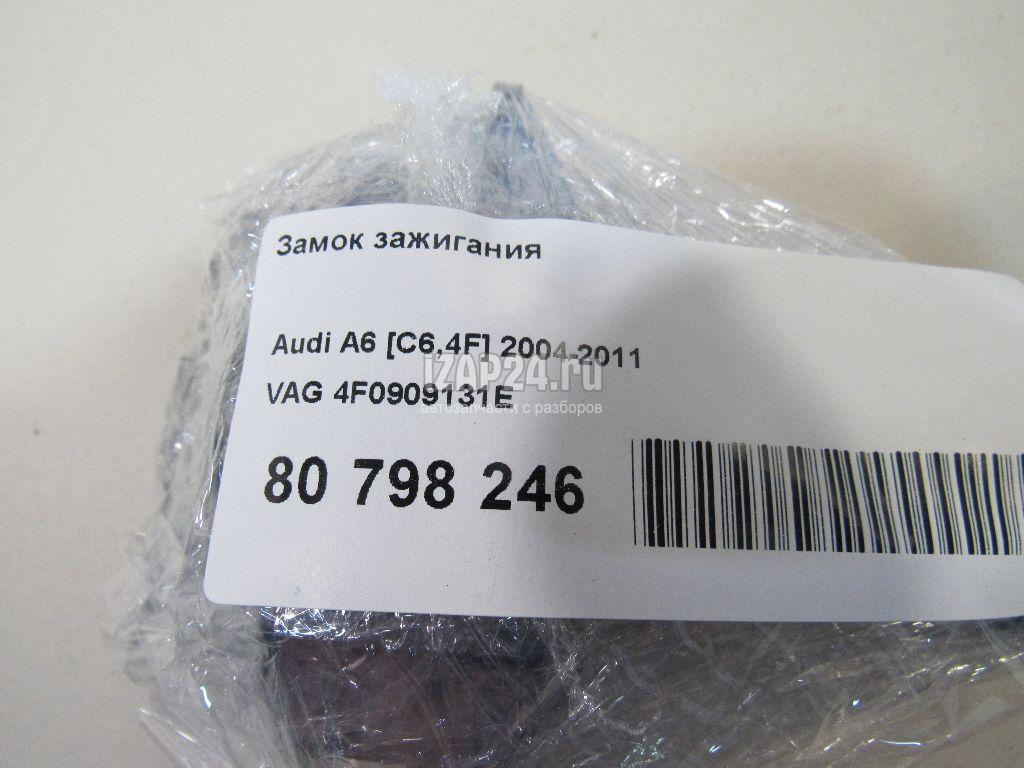 Замок зажигания
Audi A6 [C6,4F] 2004-2011
iZAP24.ru
VAG 4F0909131E
автозапчасти с разборов
80 798 246